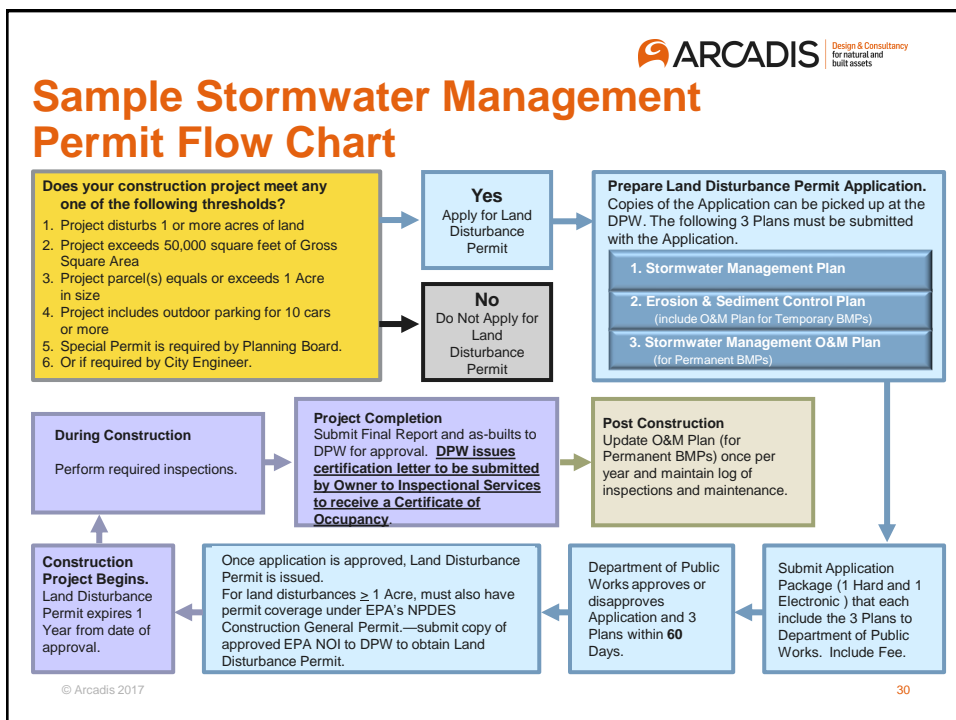 ARCADIS
Design & Consultancy
for natural and
built assets
Sample Stormwater Management
Permit Flow Chart
Does your construction project meet any
one of the following thresholds?
1. Project disturbs 1 or more acres of land
2. Project exceeds 50,000 square feet of Gross
Square Area
3. Project parcel(s) equals or exceeds 1 Acre
in size
4. Project includes outdoor parking for 10 cars
or more
5. Special Permit is required by Planning Board.
6. Or if required by City Engineer.
Yes
Apply for Land
Disturbance
Permit
No
Do Not Apply for
Land
Disturbance
Permit
Prepare Land Disturbance Permit Application.
Copies of the Application can be picked up at the
DPW. The following 3 Plans must be submitted
with the Application.
1. Stormwater Management Plan
2. Erosion & Sediment Control Plan
(include O&M Plan for Temporary BMPs)
3. Stormwater Management O&M Plan
(for Permanent BMPs)
During Construction
Perform required inspections.
Project Completion
Submit Final Report and as-builts to
DPW for approval. DPW issues
certification letter to be submitted
by Owner to Inspectional Services
to receive a Certificate of
Occupancy.
Post Construction
Update O&M Plan (for
Permanent BMPs) once per
year and maintain log of
inspections and maintenance.
Construction
Project Begins.
Land Disturbance
Permit expires 1
Year from date of
approval.
Once application is approved, Land Disturbance
Permit is issued.
For land disturbances ≥ 1 Acre, must also have
permit coverage under EPA's NPDES
Construction General Permit.—submit copy of
approved EPA NOI to DPW to obtain Land
Disturbance Permit.
Department of Public
Works approves or
disapproves
Application and 3
Plans within 60
Days.
Submit Application
Package (1 Hard and 1
Electronic ) that each
include the 3 Plans to
Department of Public
Works. Include Fee.
© Arcadis 2017
30